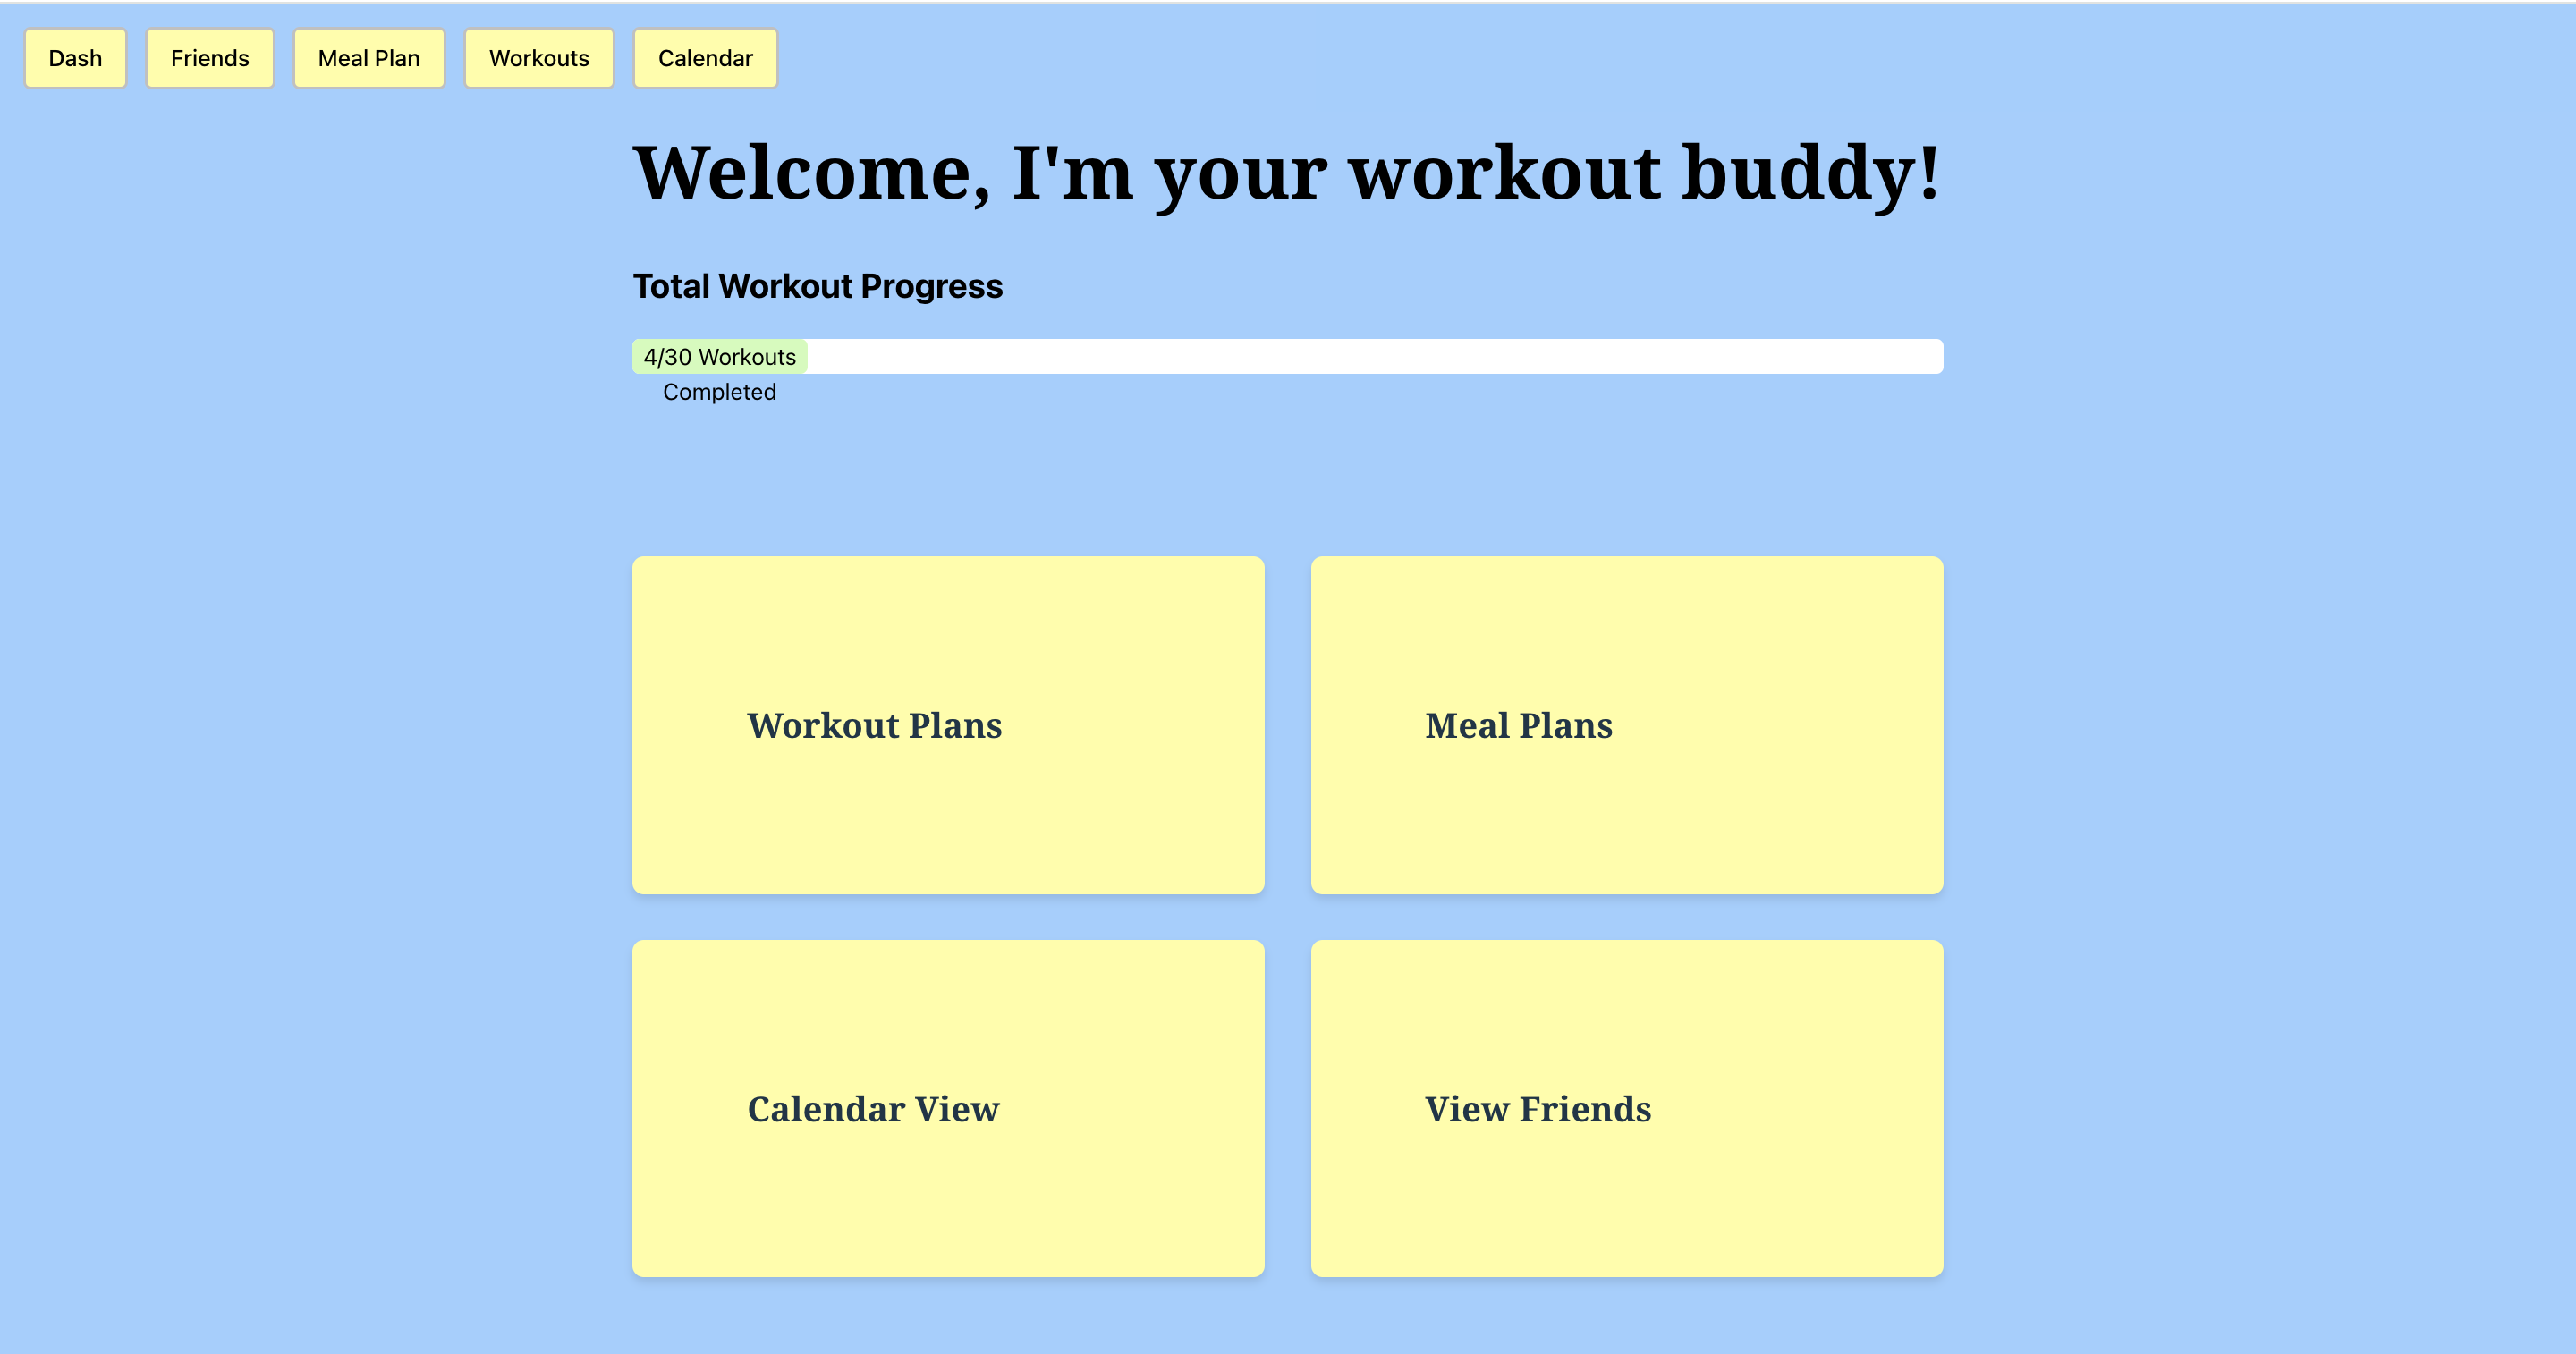 Dash Friends Meal Plan Workouts Calendar
Welcome, I'm your workout buddy!
Total Workout Progress
4/30 Workouts
Completed
Workout Plans
Meal Plans
Calendar View
View Friends